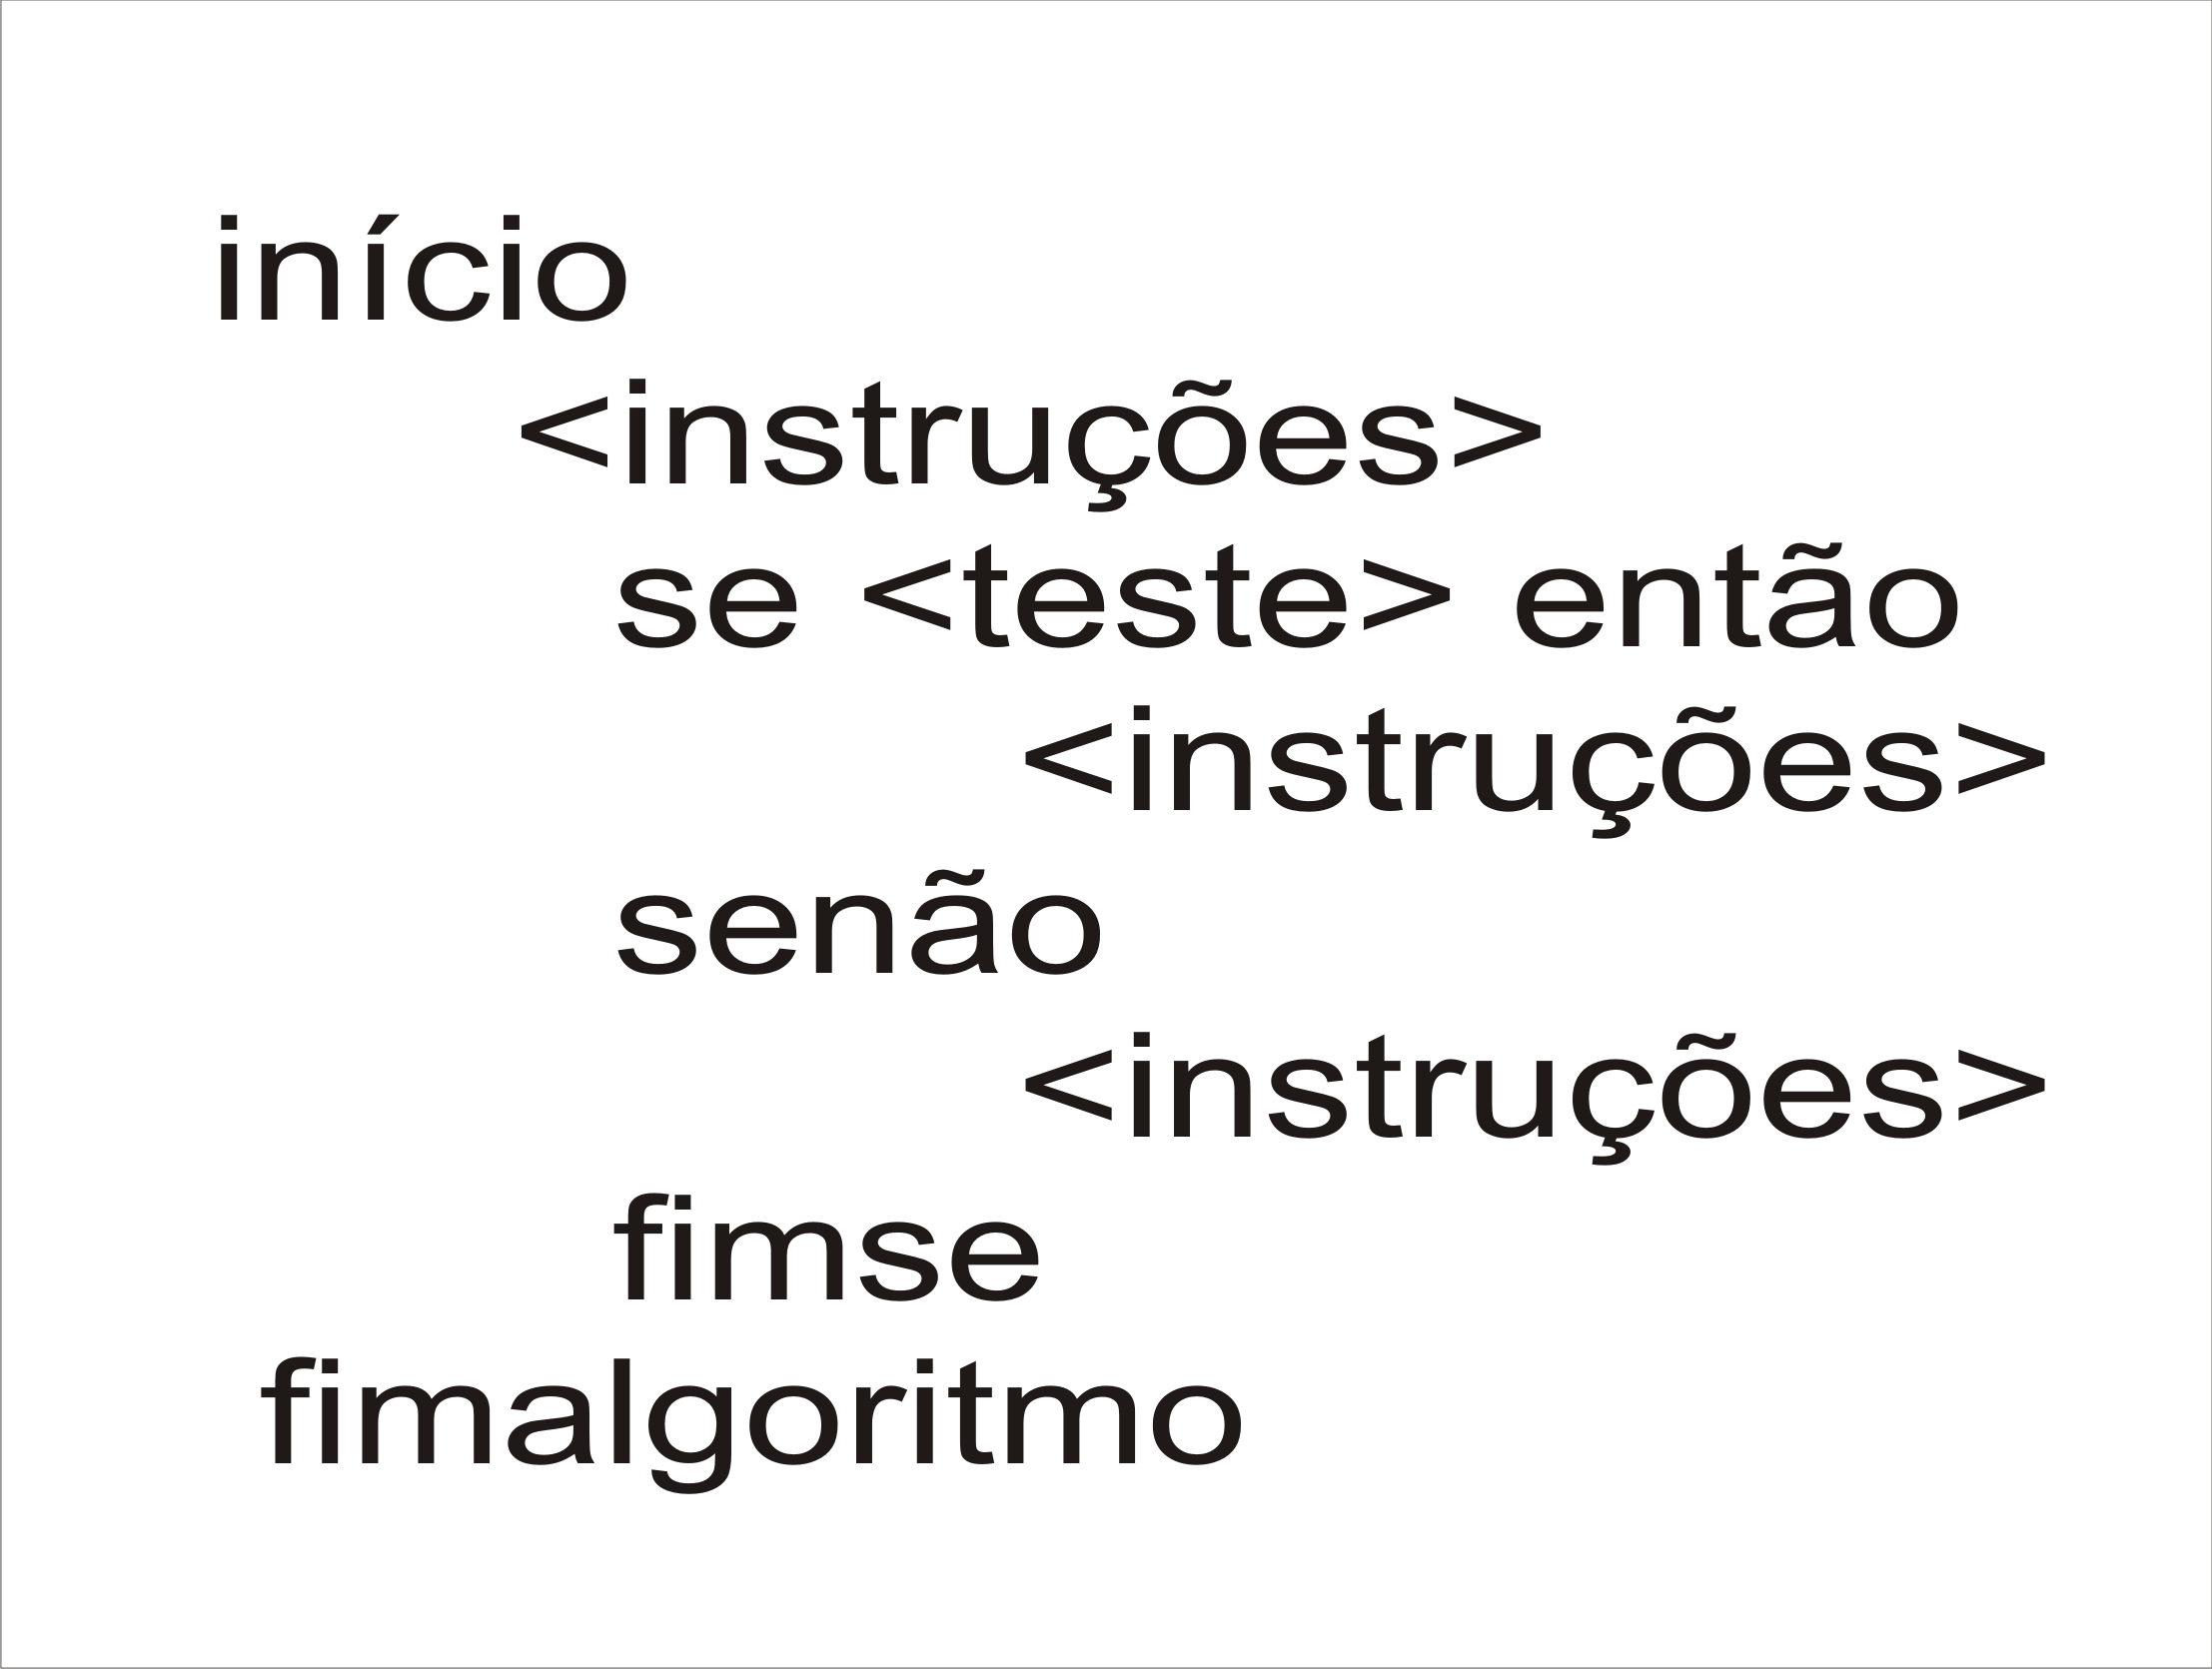 início
<instruções>
se <teste> então
<instruções>
senão
<instruções>
fimse
fimalgoritmo